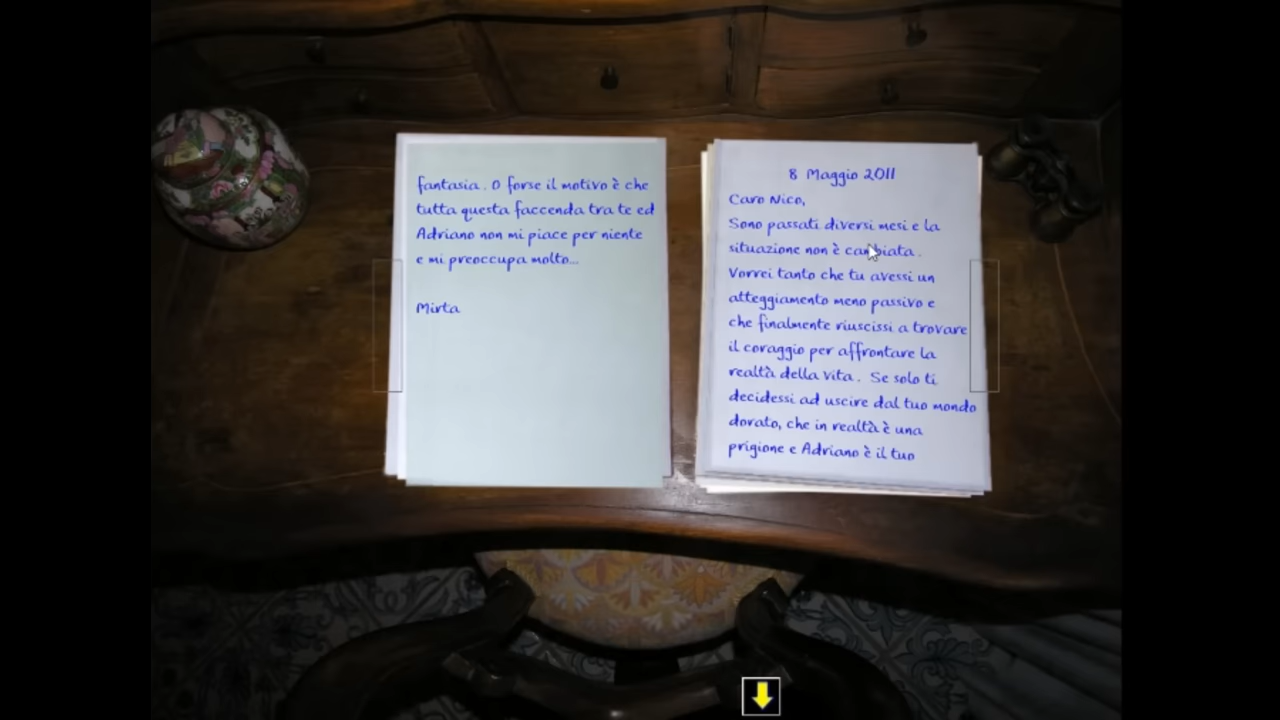 fantasia. O forse il motivo è che
tutta questa faccenda tra te ed
Adriano non mi piace per niente
e mi preoccupa molto...
Mirta
8 Maggio 2011
Caro Nico,
Sono passati diversi mesi e la
situazione non è cambiata.
Vorrei tanto che tu avessi un
atteggiamento meno passivo e
che finalmente riuscissi a trovare
il coraggio per affrontare la
realtà della vita. Se solo ti
decidessi ad uscire dal tuo mondo
dorato, che in realtà è una
prigione e Adriano è il tuo